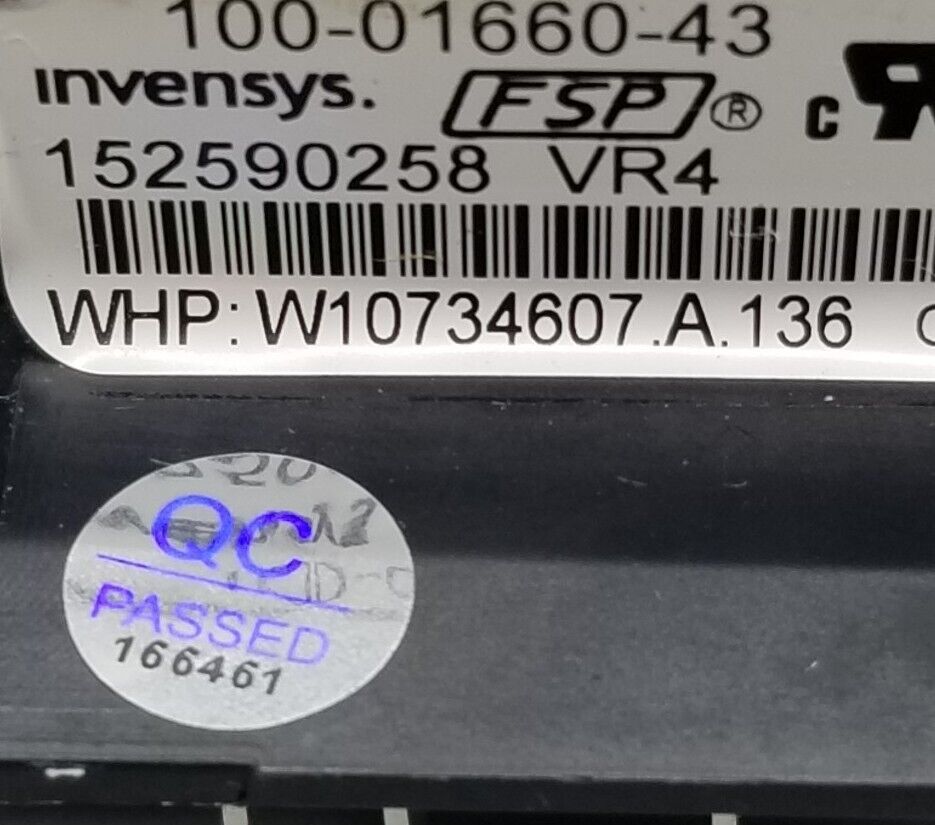 100-01660-43
invensys. FSP® c
152590258 VR4
WHP: W10734607.A.136
QC
PASSED
166461